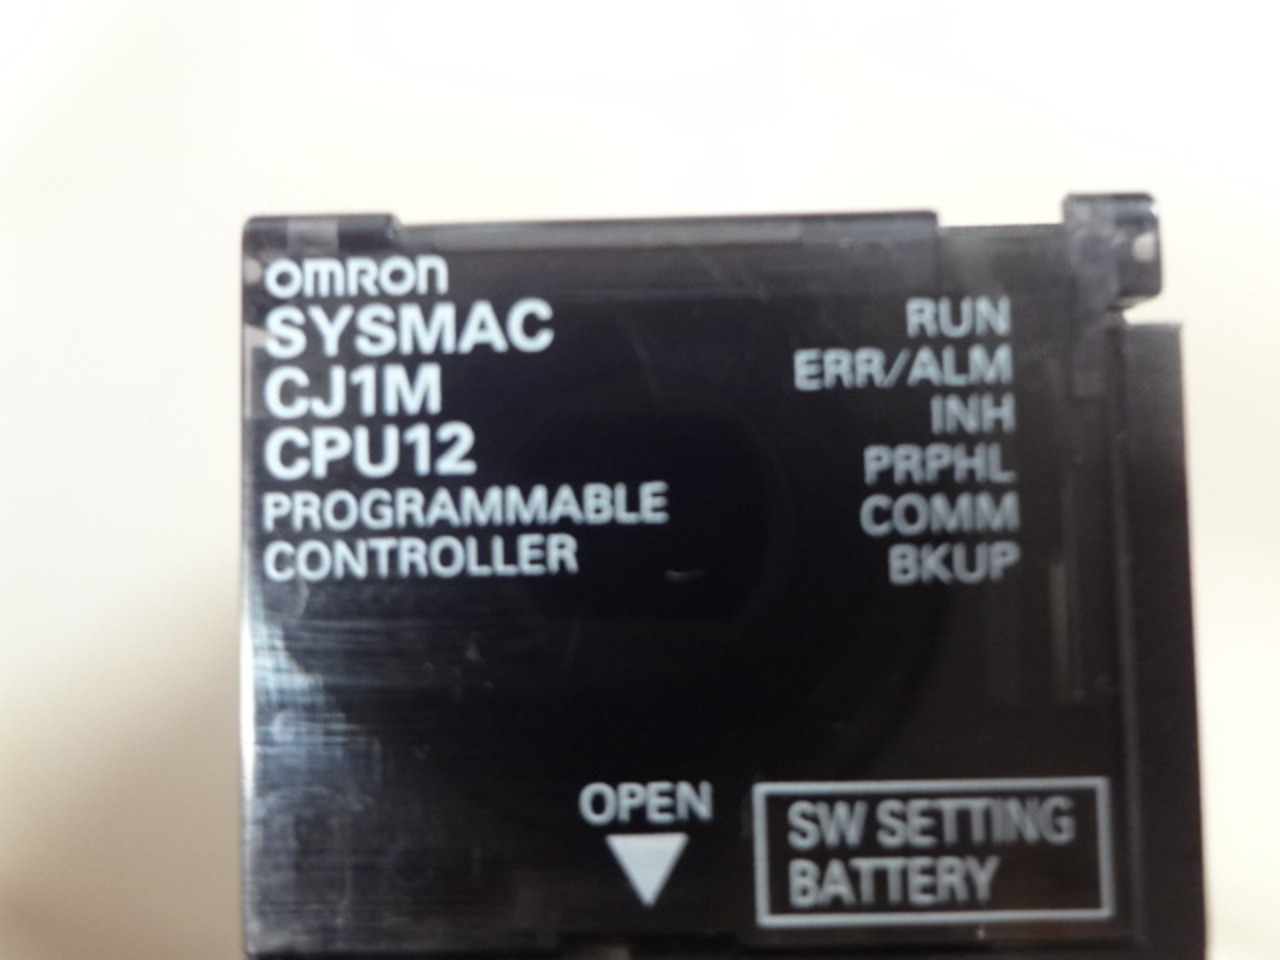 omron
SYSMAC
CJ1M
CPU12
PROGRAMMABLE
CONTROLLER
RUN
ERR/ALM
INH
PRPHL
COMM
BKUP
OPEN
SW SETTING
BATTERY